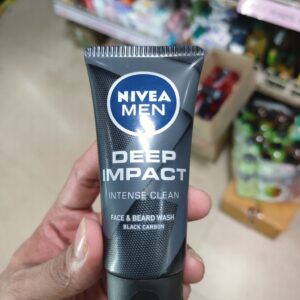 NIVEA
MEN
DEEP
IMPACT
INTENSE CLEAN
FACE & BEARD WASH
BLACK CARBON